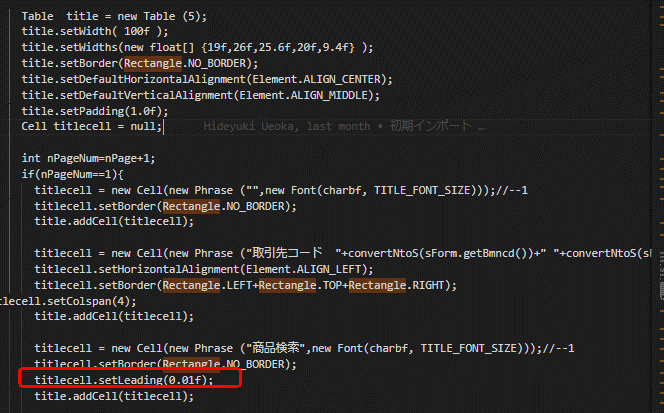 Table  title = new Table (5);
title.setWidth( 100f );
title.setWidths(new float[] {19f,26f,25.6f,20f,9.4f} );
title.setBorder(Rectangle.NO_BORDER);
title.setDefaultHorizontalAlignment(Element.ALIGN_CENTER);
title.setDefaultVerticalAlignment(Element.ALIGN_MIDDLE);
title.setPadding(1.0f);
Cell titlecell = null; Hideyuki Ueoka, last month • 初期インポート …
int nPageNum=nPage+1;
if(nPageNum==1){
titlecell = new Cell(new Phrase ("",new Font(charbf, TITLE_FONT_SIZE)));//--1
titlecell.setBorder(Rectangle.NO_BORDER);
title.addCell(titlecell);
titlecell = new Cell(new Phrase ("取引先コード  "+convertNtoS(sForm.getBmncd())+" "+convertNtoS(sF
titlecell.setHorizontalAlignment(Element.ALIGN_LEFT);
titlecell.setBorder(Rectangle.LEFT+Rectangle.TOP+Rectangle.RIGHT);
tlecell.setColspan(4);
title.addCell(titlecell);
titlecell = new Cell(new Phrase ("商品検索",new Font(charbf, TITLE_FONT_SIZE)));//--1
titlecell.setBorder(Rectangle.NO_BORDER);
titlecell.setLeading(0.01f);
title.addCell(titlecell);